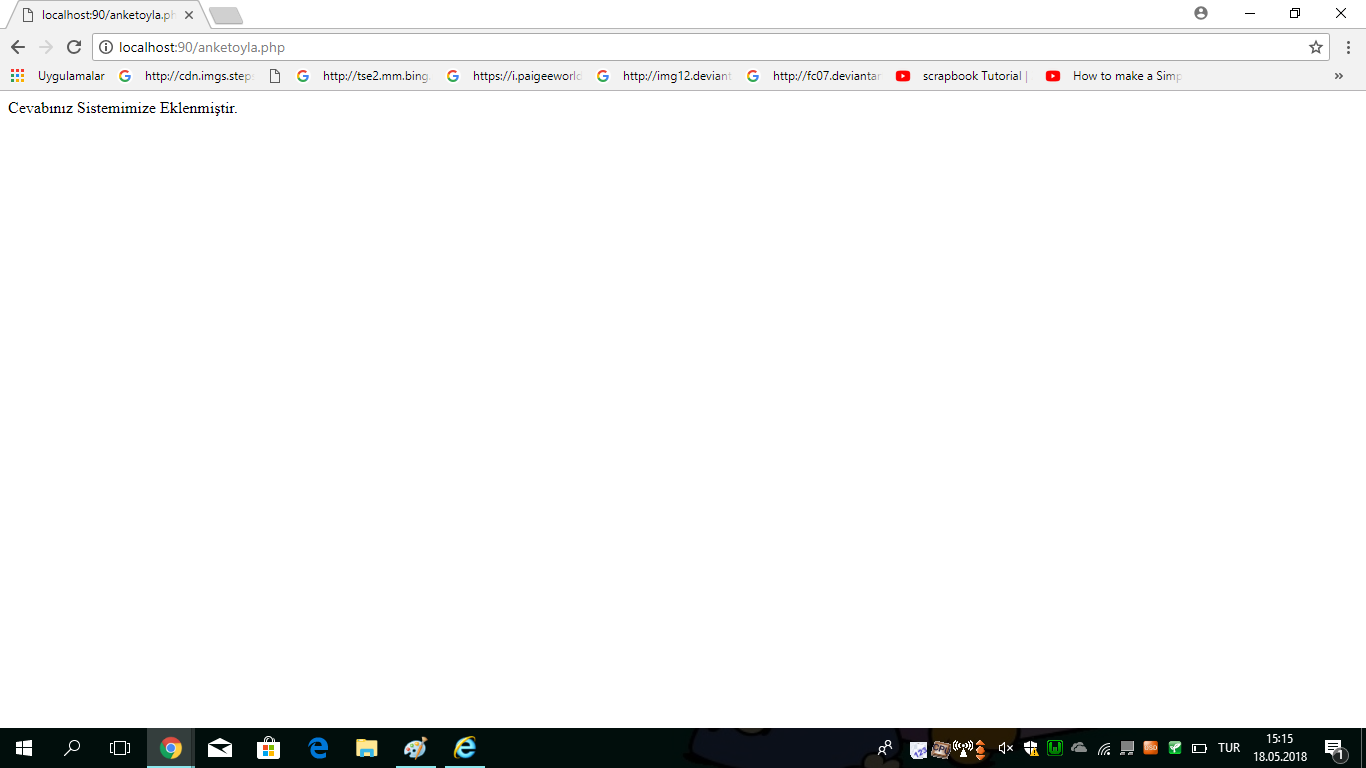 localhost:90/anketoyla.ph
localhost:90/anketoyla.php
Uygulamalar http://cdn.imgs.steps http://tse2.mm.bing. https://i.paigeeworld http://img12.deviant http://fc07.deviantar scrapbook Tutorial | How to make a Simp »
Cevabınız Sistemimize Eklenmiştir.
TUR 15:15
18.05.2018 1